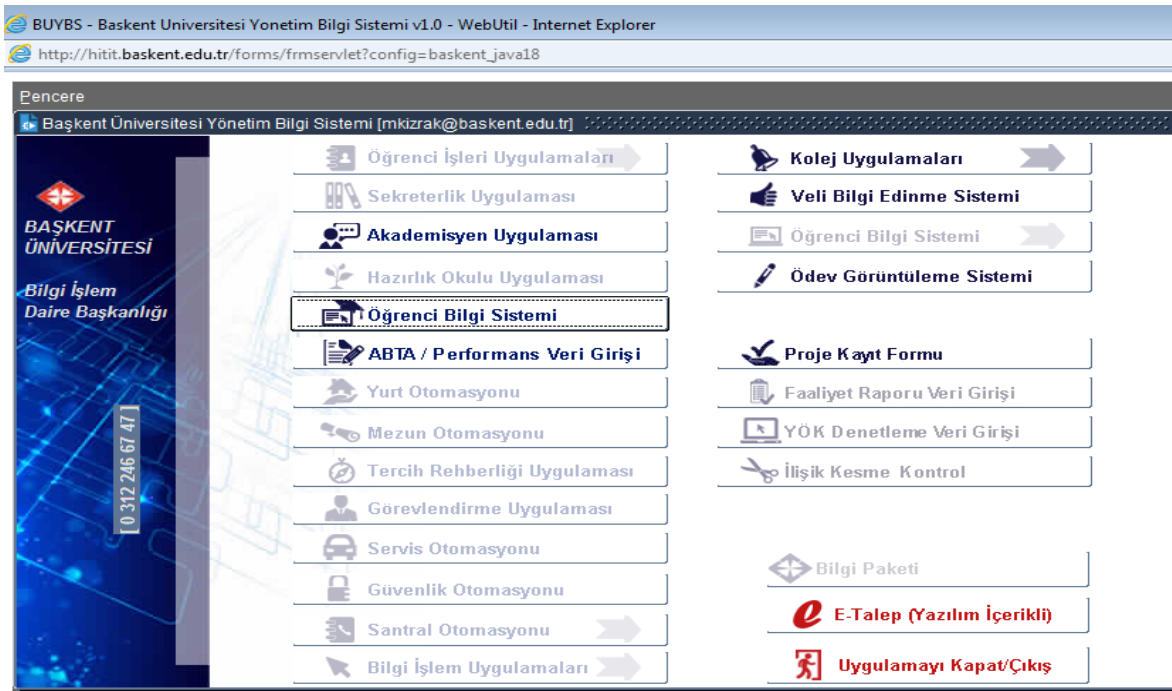 BUYBS - Baskent Universitesi Yonetim Bilgi Sistemi v1.0 - WebUtil - Internet Explorer
http://hitit.baskent.edu.tr/forms/frmservlet?config=baskent_java18
Pencere
Başkent Üniversitesi Yönetim Bilgi Sistemi [mkizrak@baskent.edu.tr]
BAŞKENT
ÜNİVERSİTESİ
Bilgi İşlem
Daire Başkanlığı
[ 0 312 246 67 47 ]
Öğrenci İşleri Uygulamaları
Sekreterlik Uygulaması
Akademisyen Uygulaması
Hazırlık Okulu Uygulaması
Öğrenci Bilgi Sistemi
ABTA / Performans Veri Girişi
Yurt Otomasyonu
Mezun Otomasyonu
Tercih Rehberliği Uygulaması
Görevlendirme Uygulaması
Servis Otomasyonu
Güvenlik Otomasyonu
Santral Otomasyonu
Bilgi İşlem Uygulamaları
Kolej Uygulamaları
Veli Bilgi Edinme Sistemi
Öğrenci Bilgi Sistemi
Ödev Görüntüleme Sistemi
Proje Kayıt Formu
Faaliyet Raporu Veri Girişi
YÖK Denetleme Veri Girişi
İlişik Kesme Kontrol
Bilgi Paketi
E-Talep (Yazılım İçerikli)
Uygulamayı Kapat/Çıkış